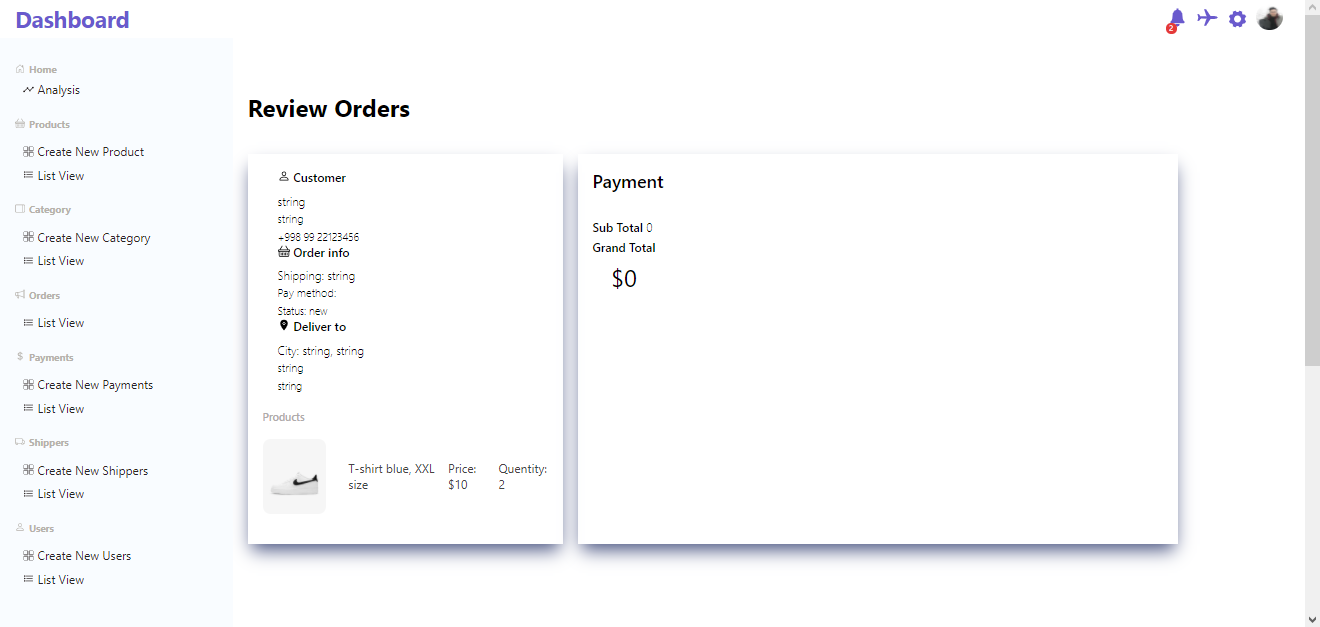 Dashboard
2
Home
Analysis
Products
Create New Product
List View
Category
Create New Category
List View
Orders
List View
Payments
Create New Payments
List View
Shippers
Create New Shippers
List View
Users
Create New Users
List View
Review Orders
Customer
string
string
+998 99 22123456
Order info
Shipping: string
Pay method:
Status: new
Deliver to
City: string, string
string
string
Products
T-shirt blue, XXL
size
Price:
$10
Quentity:
2
Payment
Sub Total 0
Grand Total
$0